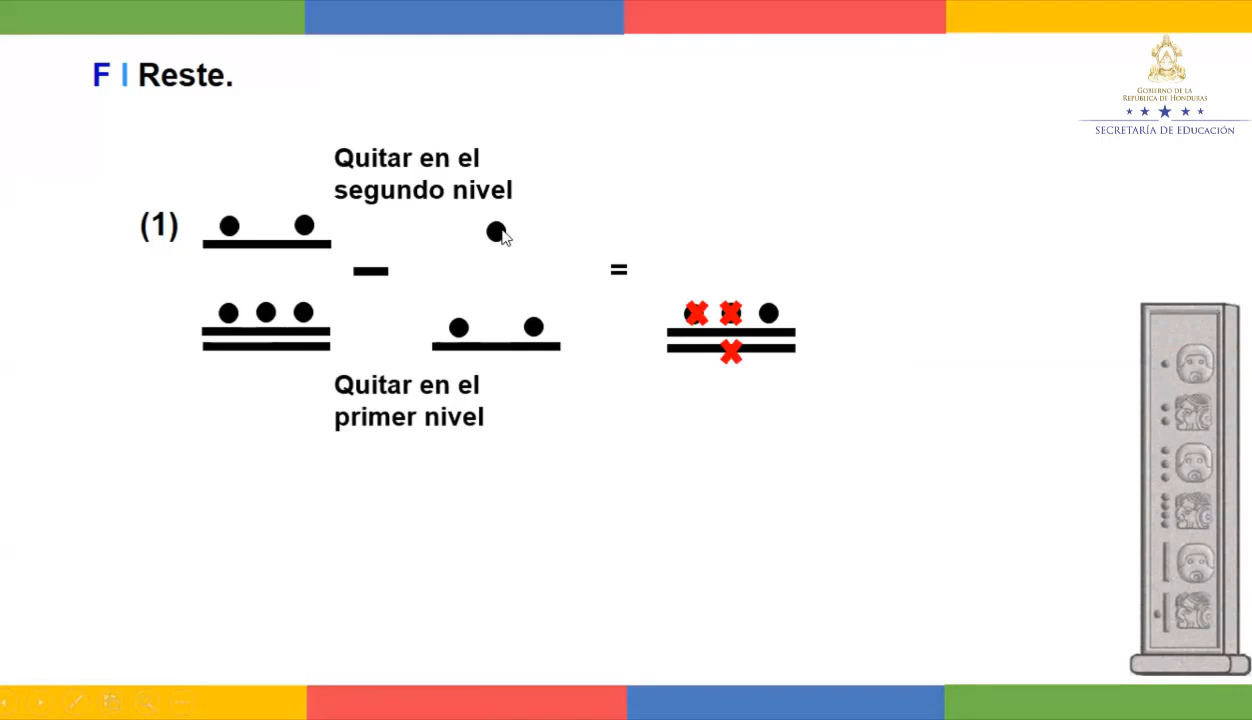 F I Reste.
GOBIERNO DE LA
REPÚBLICA DE HONDURAS
SECRETARÍA DE EDUCACIÓN
Quitar en el
segundo nivel
(1)
=
Quitar en el
primer nivel